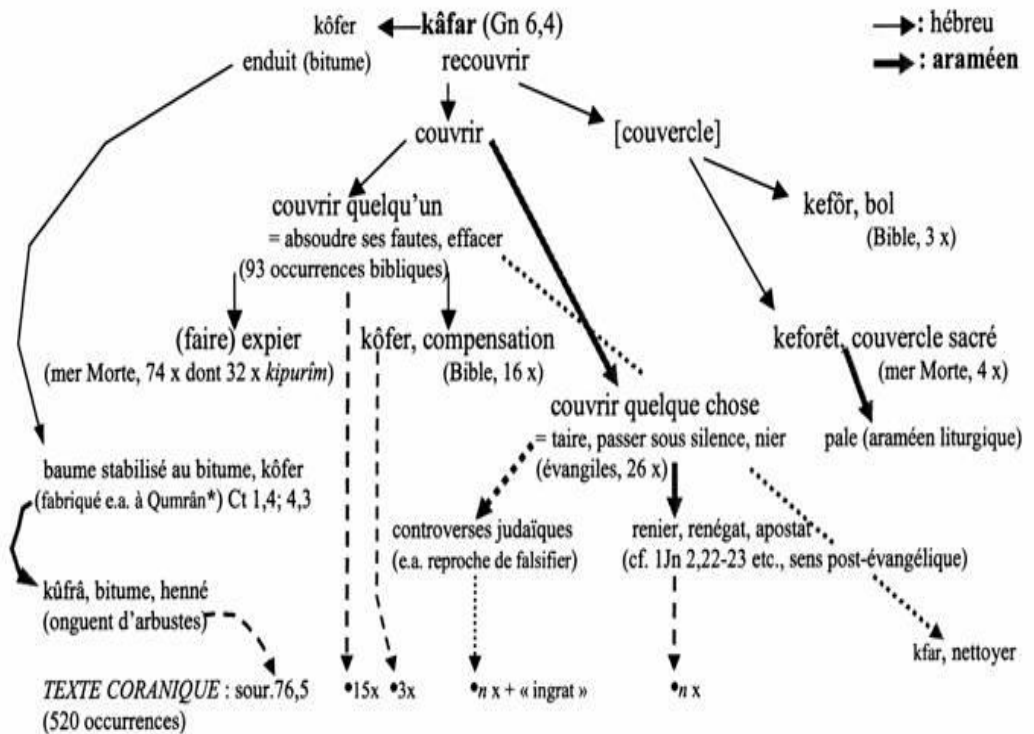 kôfer kâfar (Gn 6,4) : hébreu
enduit (bitume) recouvrir : araméen
couvrir [couvercle]
couvrir quelqu'un kefôr, bol
= absoudre ses fautes, effacer (Bible, 3 x)
(93 occurrences bibliques)
(faire) expier kôfer, compensation keforêt, couvercle sacré
(mer Morte, 74 x dont 32 x kipurîm) (Bible, 16 x) (mer Morte, 4 x)
couvrir quelque chose
= taire, passer sous silence, nier pale (araméen liturgique)
(évangiles, 26 x)
baume stabilisé au bitume, kôfer
(fabriqué e.a. à Qumrân*) Ct 1,4; 4,3
controverses judaïques renier, renégat, apostat
(e.a. reproche de falsifier) (cf. 1Jn 2,22-23 etc., sens post-évangélique)
kûfrâ, bitume, henné
(onguent d'arbustes)
kfar, nettoyer
TEXTE CORANIQUE : sour.76,5 •15x •3x •n x + « ingrat » •n x
(520 occurrences)